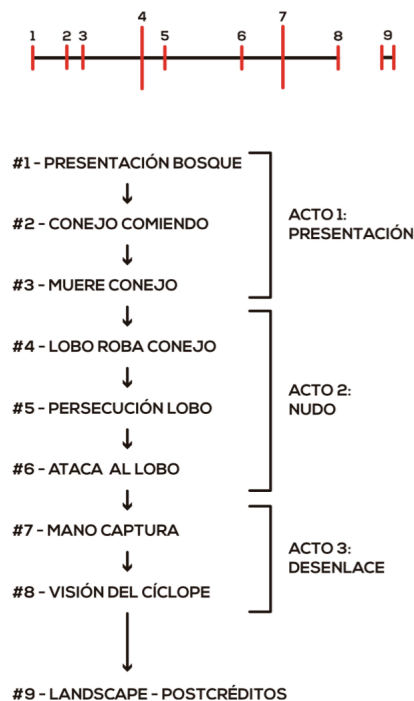 4 7
1 2 3 5 6 8 9
#1 - PRESENTACIÓN BOSQUE
#2 - CONEJO COMIENDO
#3 - MUERE CONEJO
ACTO 1:
PRESENTACIÓN
#4 - LOBO ROBA CONEJO
#5 - PERSECUCIÓN LOBO
#6 - ATACA AL LOBO
ACTO 2:
NUDO
#7 - MANO CAPTURA
#8 - VISIÓN DEL CÍCLOPE
ACTO 3:
DESENLACE
#9 - LANDSCAPE - POSTCRÉDITOS